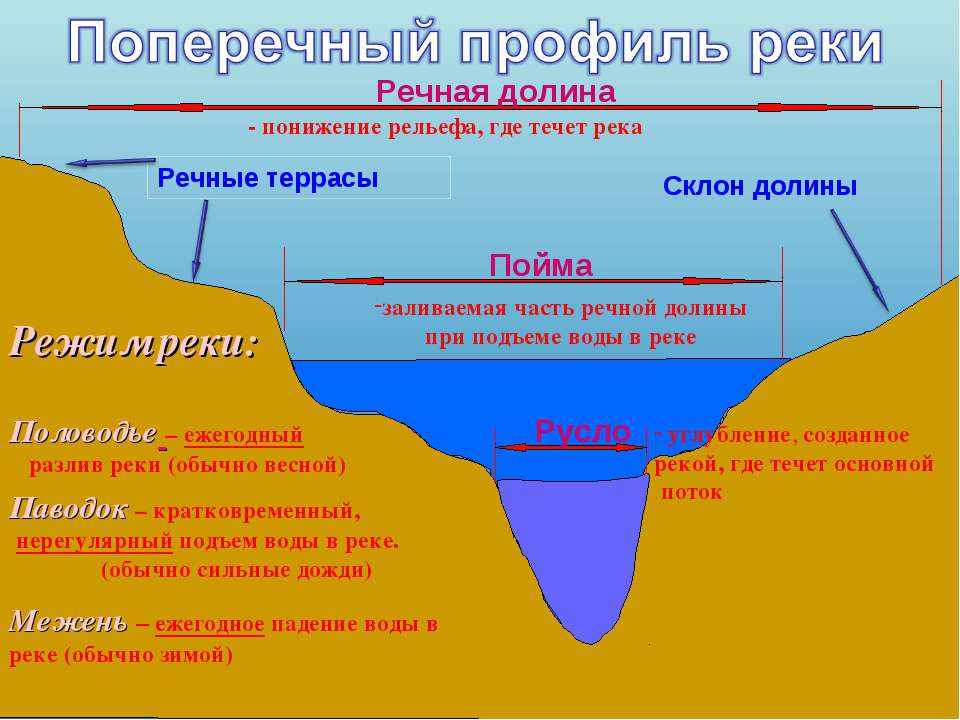 Поперечный профиль реки
Речная долина
- понижение рельефа, где течет река
Речные террасы
Склон долины
Пойма
-заливаемая часть речной долины
при подъеме воды в реке
Режим реки:
Русло
- углубление, созданное
рекой, где течет основной
поток
Половодье – ежегодный
разлив реки (обычно весной)
Паводок – кратковременный,
нерегулярный подъем воды в реке.
(обычно сильные дожди)
Межень – ежегодное падение воды в
реке (обычно зимой)